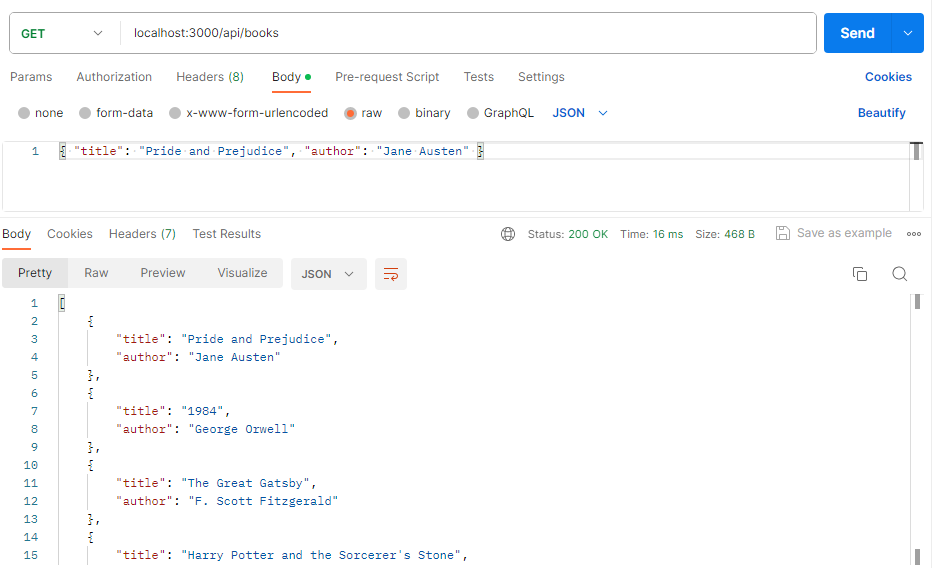 GET localhost:3000/api/books Send
Params Authorization Headers (8) Body Pre-request Script Tests Settings Cookies
none form-data x-www-form-urlencoded raw binary GraphQL JSON Beautify
1 { "title": "Pride and Prejudice", "author": "Jane Austen" }
Body Cookies Headers (7) Test Results Status: 200 OK Time: 16 ms Size: 468 B Save as example
Pretty Raw Preview Visualize JSON
1 [
2 {
3 "title": "Pride and Prejudice",
4 "author": "Jane Austen"
5 },
6 {
7 "title": "1984",
8 "author": "George Orwell"
9 },
10 {
11 "title": "The Great Gatsby",
12 "author": "F. Scott Fitzgerald"
13 },
14 {
15 "title": "Harry Potter and the Sorcerer's Stone",